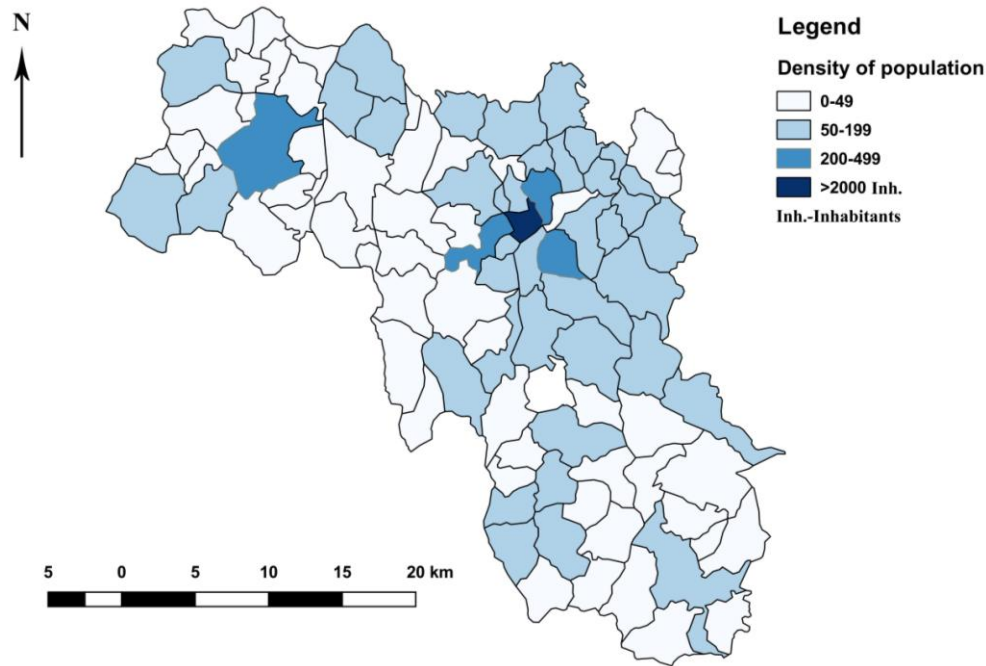 N
Legend
Density of population
0-49
50-199
200-499
>2000 Inh.
Inh.-Inhabitants
5 0 5 10 15 20 km